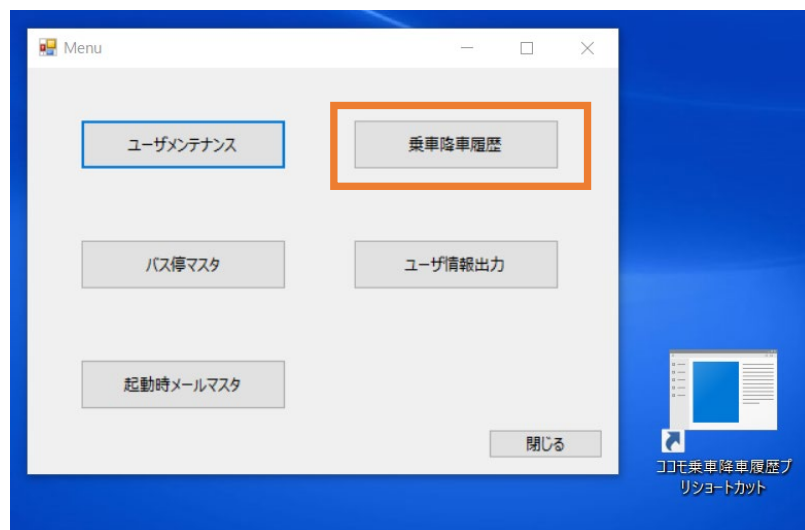 Menu
ユーザメンテナンス
乗車降車履歴
バス停マスタ
ユーザ情報出力
起動時メールマスタ
閉じる
ココモ乗車降車履歴プ
リショートカット